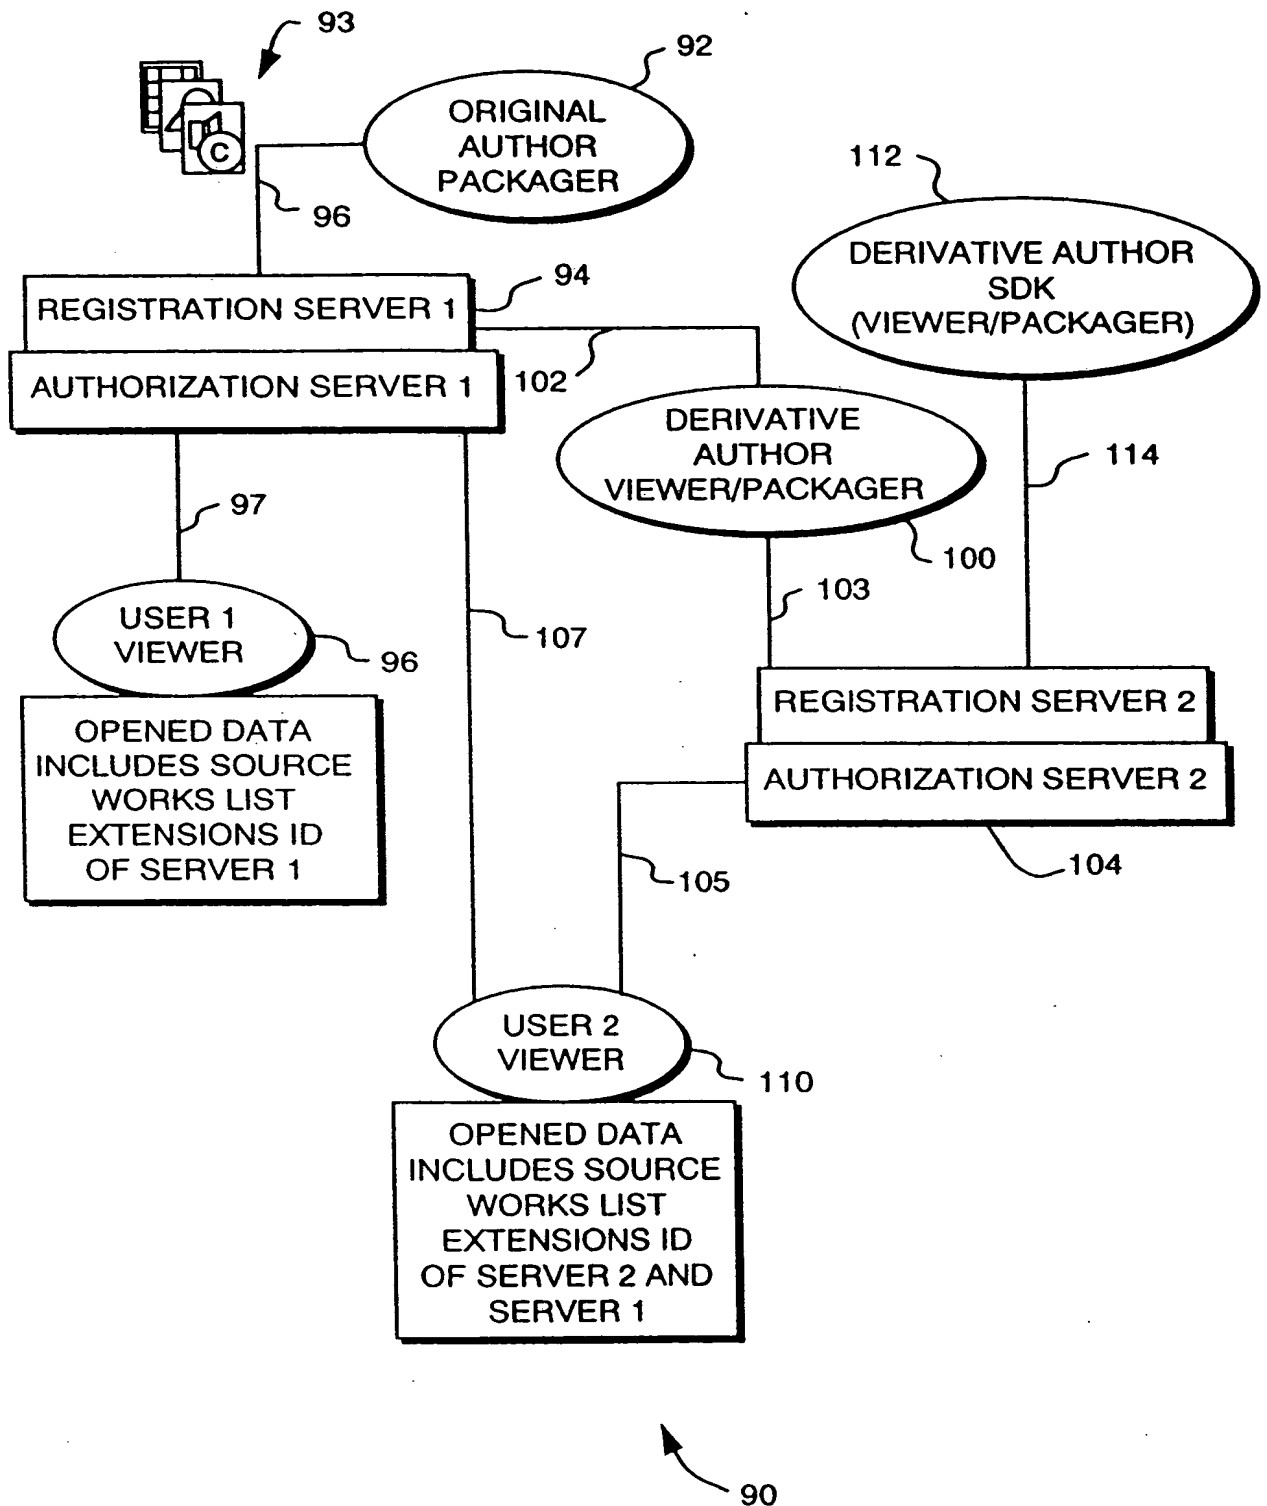 93
92
ORIGINAL
AUTHOR
PACKAGER
C
96
112
DERIVATIVE AUTHOR
SDK
(VIEWER/PACKAGER)
94
REGISTRATION SERVER 1
AUTHORIZATION SERVER 1
102
DERIVATIVE
AUTHOR
VIEWER/PACKAGER
114
97
100
103
USER 1
VIEWER
96
107
OPENED DATA
INCLUDES SOURCE
WORKS LIST
EXTENSIONS ID
OF SERVER 1
REGISTRATION SERVER 2
AUTHORIZATION SERVER 2
105
104
USER 2
VIEWER
110
OPENED DATA
INCLUDES SOURCE
WORKS LIST
EXTENSIONS ID
OF SERVER 2 AND
SERVER 1
90